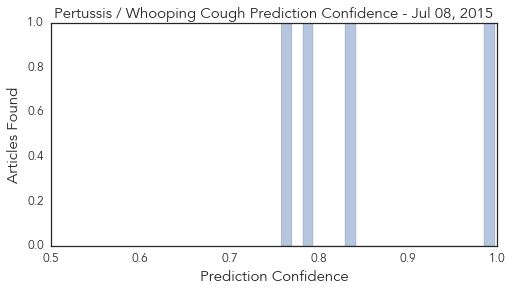 Pertussis / Whooping Cough Prediction Confidence - Jul 08, 2015
1.0
0.8
0.6
0.4
0.2
0.0
Articles Found
0.5 0.6 0.7 0.8 0.9 1.0
Prediction Confidence